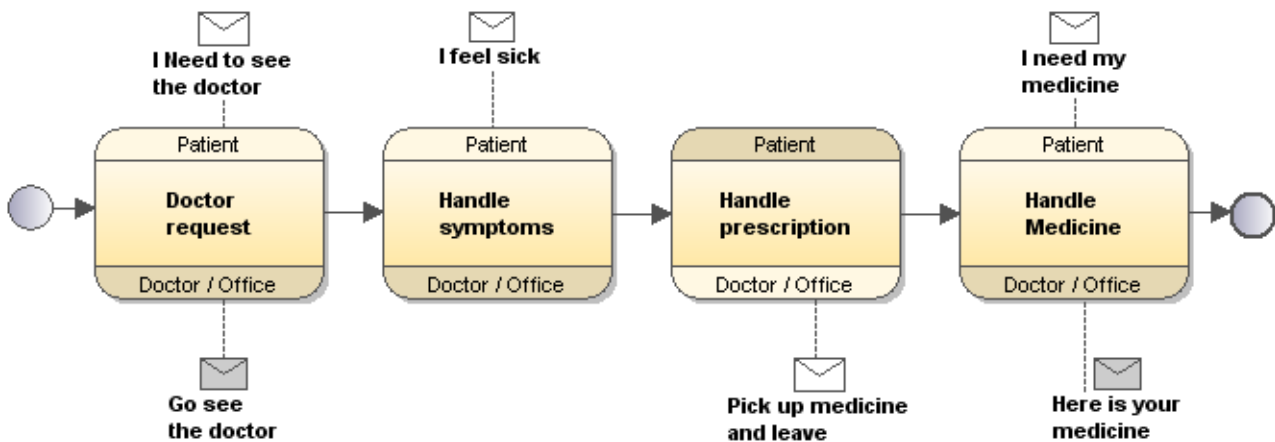 I Need to see
the doctor
I feel sick
I need my
medicine
Patient
Patient
Patient
Patient
Doctor
request
Handle
symptoms
Handle
prescription
Handle
Medicine
Doctor / Office
Doctor / Office
Doctor / Office
Doctor / Office
Go see
the doctor
Pick up medicine
and leave
Here is your
medicine